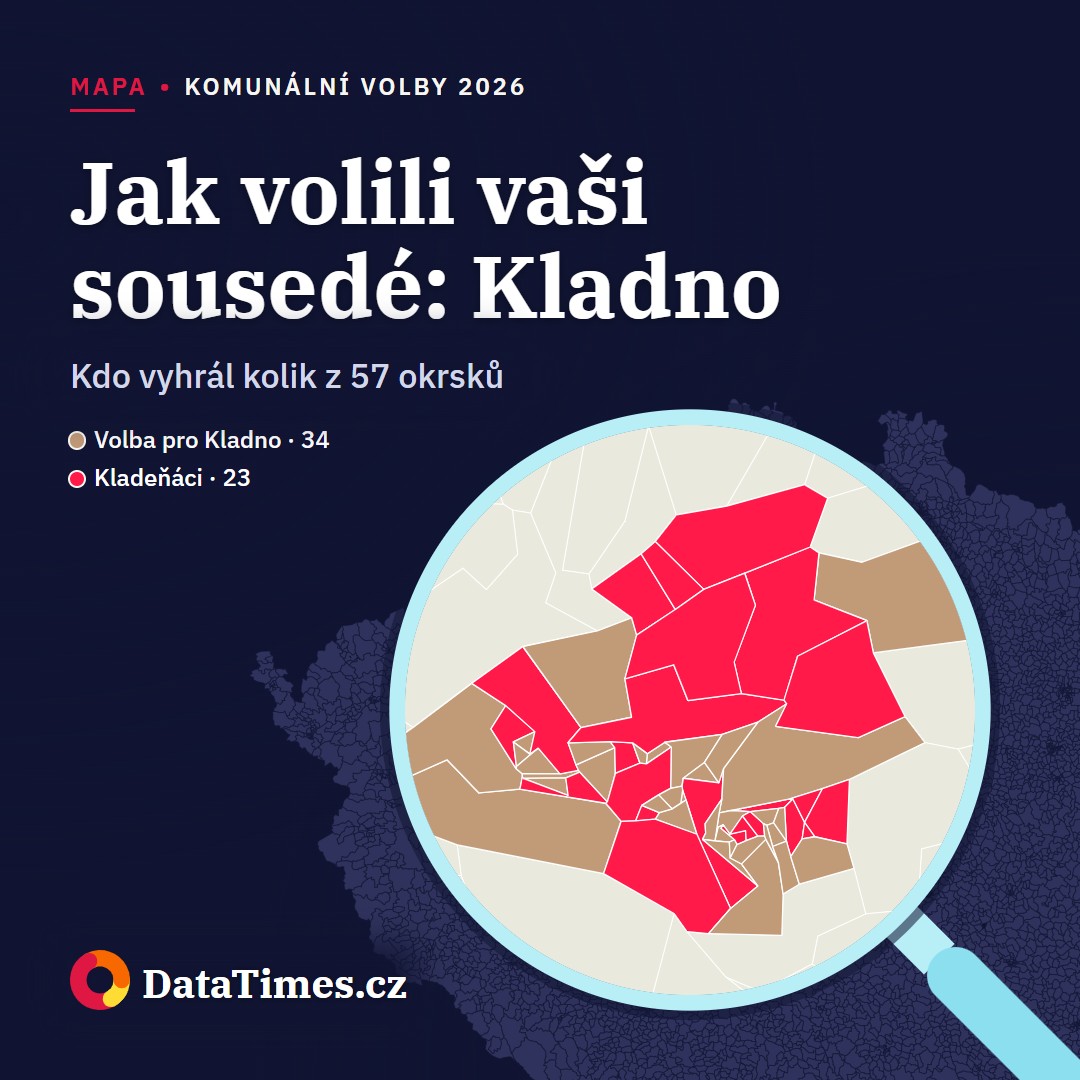 MAPA • KOMUNÁLNÍ VOLBY 2026
Jak volili vaši
sousedé: Kladno
Kdo vyhrál kolik z 57 okrsků
Volba pro Kladno · 34
Kladeňáci · 23
DataTimes.cz